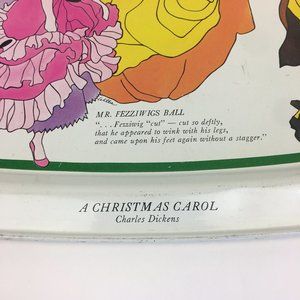 MR. FEZZIWIGS BALL
". . . Fezziwig "cut" — cut so deftly,
that he appeared to wink with his legs,
and came upon his feet again without a stagger."
A CHRISTMAS CAROL
Charles Dickens